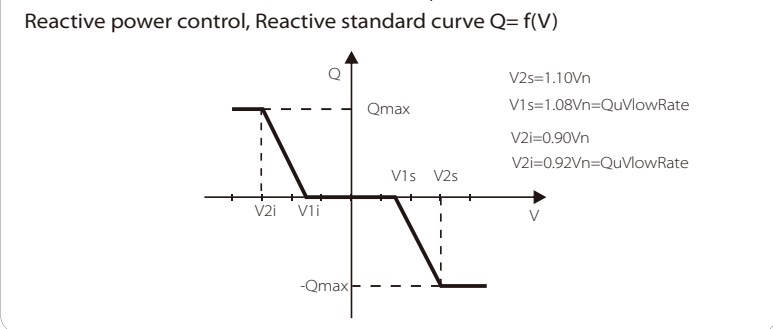 Reactive power control, Reactive standard curve Q= f(V)
Q
V2s=1.10Vn
Qmax
V1s=1.08Vn=QuVlowRate
V2i=0.90Vn
V2i=0.92Vn=QuVlowRate
V1s V2s
V2i V1i
V
-Qmax